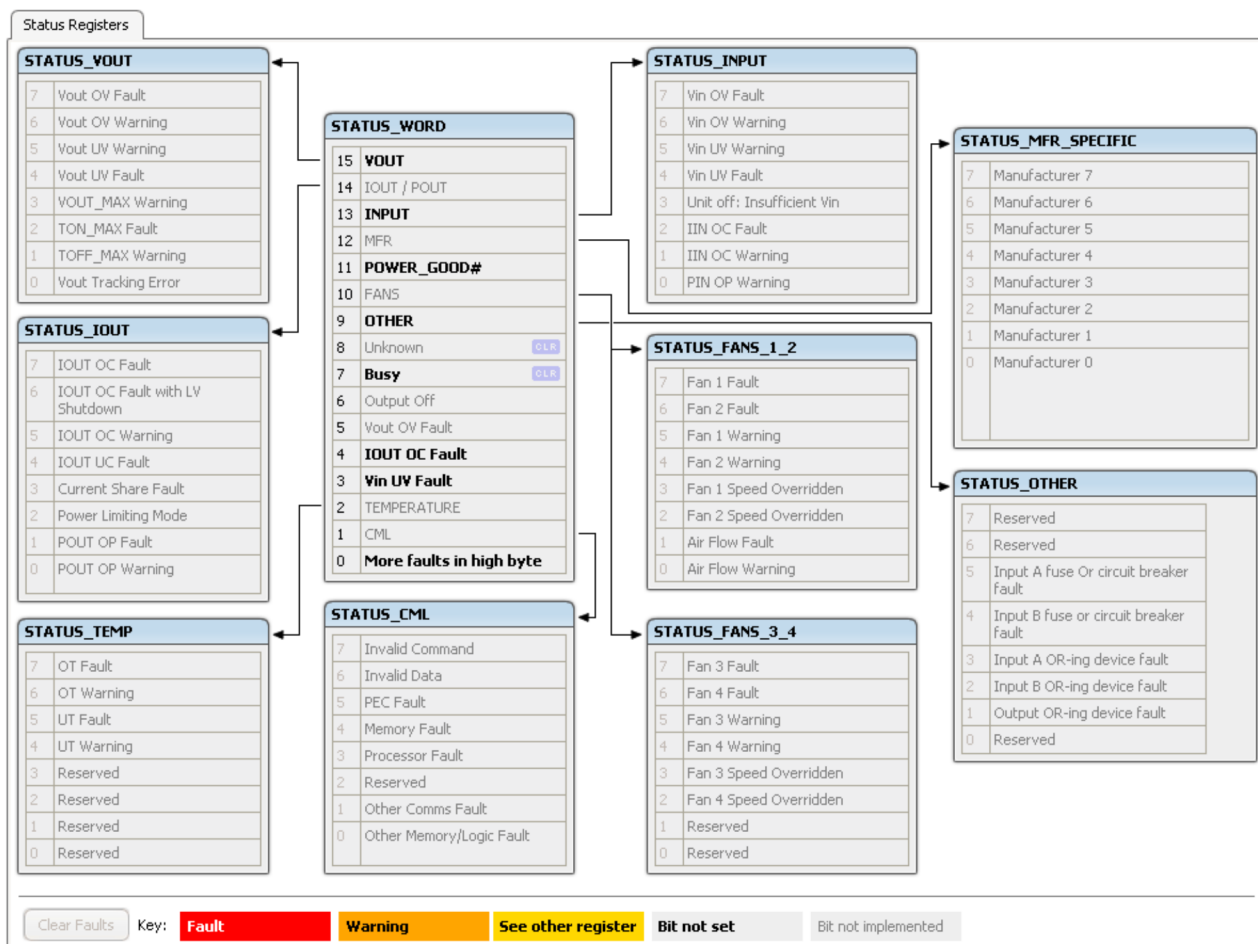 Status Registers
STATUS_VOUT
7 Vout OV Fault
6 Vout OV Warning
5 Vout UV Warning
4 Vout UV Fault
3 VOUT_MAX Warning
2 TON_MAX Fault
1 TOFF_MAX Warning
0 Vout Tracking Error
STATUS_IOUT
7 IOUT OC Fault
6 IOUT OC Fault with LV
Shutdown
5 IOUT OC Warning
4 IOUT UC Fault
3 Current Share Fault
2 Power Limiting Mode
1 POUT OP Fault
0 POUT OP Warning
STATUS_TEMP
7 OT Fault
6 OT Warning
5 UT Fault
4 UT Warning
3 Reserved
2 Reserved
1 Reserved
0 Reserved
STATUS_WORD
15 VOUT
14 IOUT / POUT
13 INPUT
12 MFR
11 POWER_GOOD#
10 FANS
9 OTHER
8 Unknown CLR
7 Busy CLR
6 Output Off
5 Vout OV Fault
4 IOUT OC Fault
3 Vin UV Fault
2 TEMPERATURE
1 CML
0 More faults in high byte
STATUS_CML
7 Invalid Command
6 Invalid Data
5 PEC Fault
4 Memory Fault
3 Processor Fault
2 Reserved
1 Other Comms Fault
0 Other Memory/Logic Fault
STATUS_INPUT
7 Vin OV Fault
6 Vin OV Warning
5 Vin UV Warning
4 Vin UV Fault
3 Unit off: Insufficient Vin
2 IIN OC Fault
1 IIN OC Warning
0 PIN OP Warning
STATUS_FANS_1_2
7 Fan 1 Fault
6 Fan 2 Fault
5 Fan 1 Warning
4 Fan 2 Warning
3 Fan 1 Speed Overridden
2 Fan 2 Speed Overridden
1 Air Flow Fault
0 Air Flow Warning
STATUS_FANS_3_4
7 Fan 3 Fault
6 Fan 4 Fault
5 Fan 3 Warning
4 Fan 4 Warning
3 Fan 3 Speed Overridden
2 Fan 4 Speed Overridden
1 Reserved
0 Reserved
STATUS_MFR_SPECIFIC
7 Manufacturer 7
6 Manufacturer 6
5 Manufacturer 5
4 Manufacturer 4
3 Manufacturer 3
2 Manufacturer 2
1 Manufacturer 1
0 Manufacturer 0
STATUS_OTHER
7 Reserved
6 Reserved
5 Input A fuse Or circuit breaker
fault
4 Input B fuse or circuit breaker
fault
3 Input A OR-ing device fault
2 Input B OR-ing device fault
1 Output OR-ing device fault
0 Reserved
Clear Faults Key: Fault Warning See other register Bit not set Bit not implemented